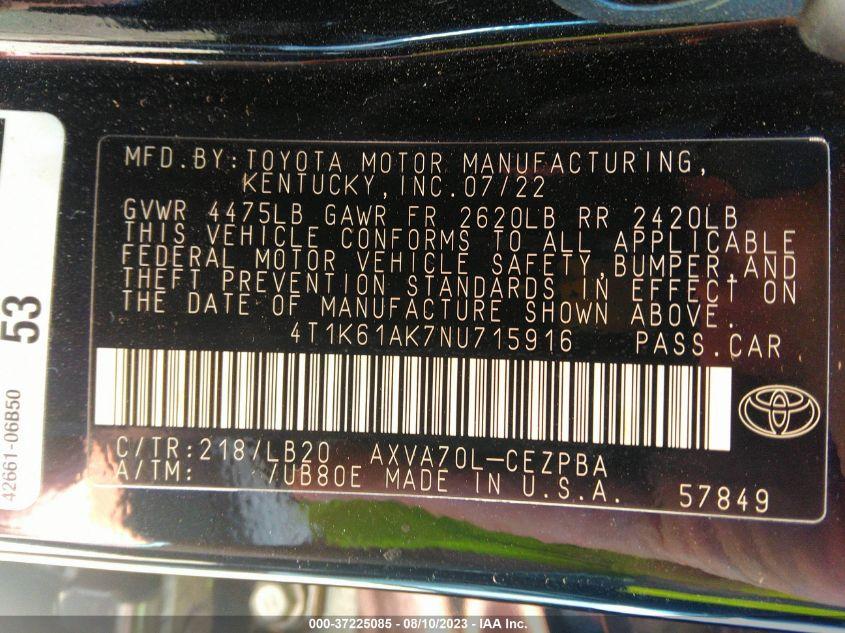 MFD.BY: TOYOTA MOTOR MANUFACTURING,
KENTUCKY, INC. 07/22
GVWR 4475LB GAWR FR 2620LB RR 2420LB
THIS VEHICLE CONFORMS TO ALL APPLICABLE
FEDERAL MOTOR VEHICLE SAFETY, BUMPER, AND
THEFT PREVENTION STANDARDS IN EFFECT ON
THE DATE OF MANUFACTURE SHOWN ABOVE.
4T1K61AK7NU715916 PASS.CAR
C/TR: 218/LB20 AXVA70L-CEZPBA
A/TM: /UB80E MADE IN U.S.A. 57849
53
42661-06B50
000-37225085 - 08/10/2023 - IAA Inc.